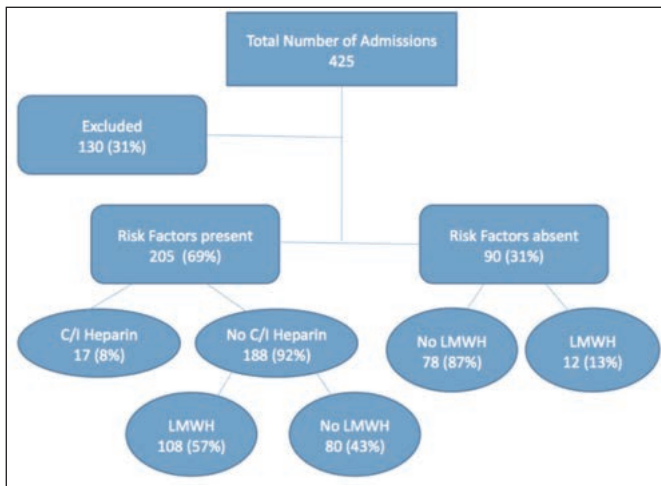 Total Number of Admissions
425
Excluded
130 (31%)
Risk Factors present
205 (69%)
Risk Factors absent
90 (31%)
C/I Heparin
17 (8%)
No C/I Heparin
188 (92%)
No LMWH
78 (87%)
LMWH
12 (13%)
LMWH
108 (57%)
No LMWH
80 (43%)